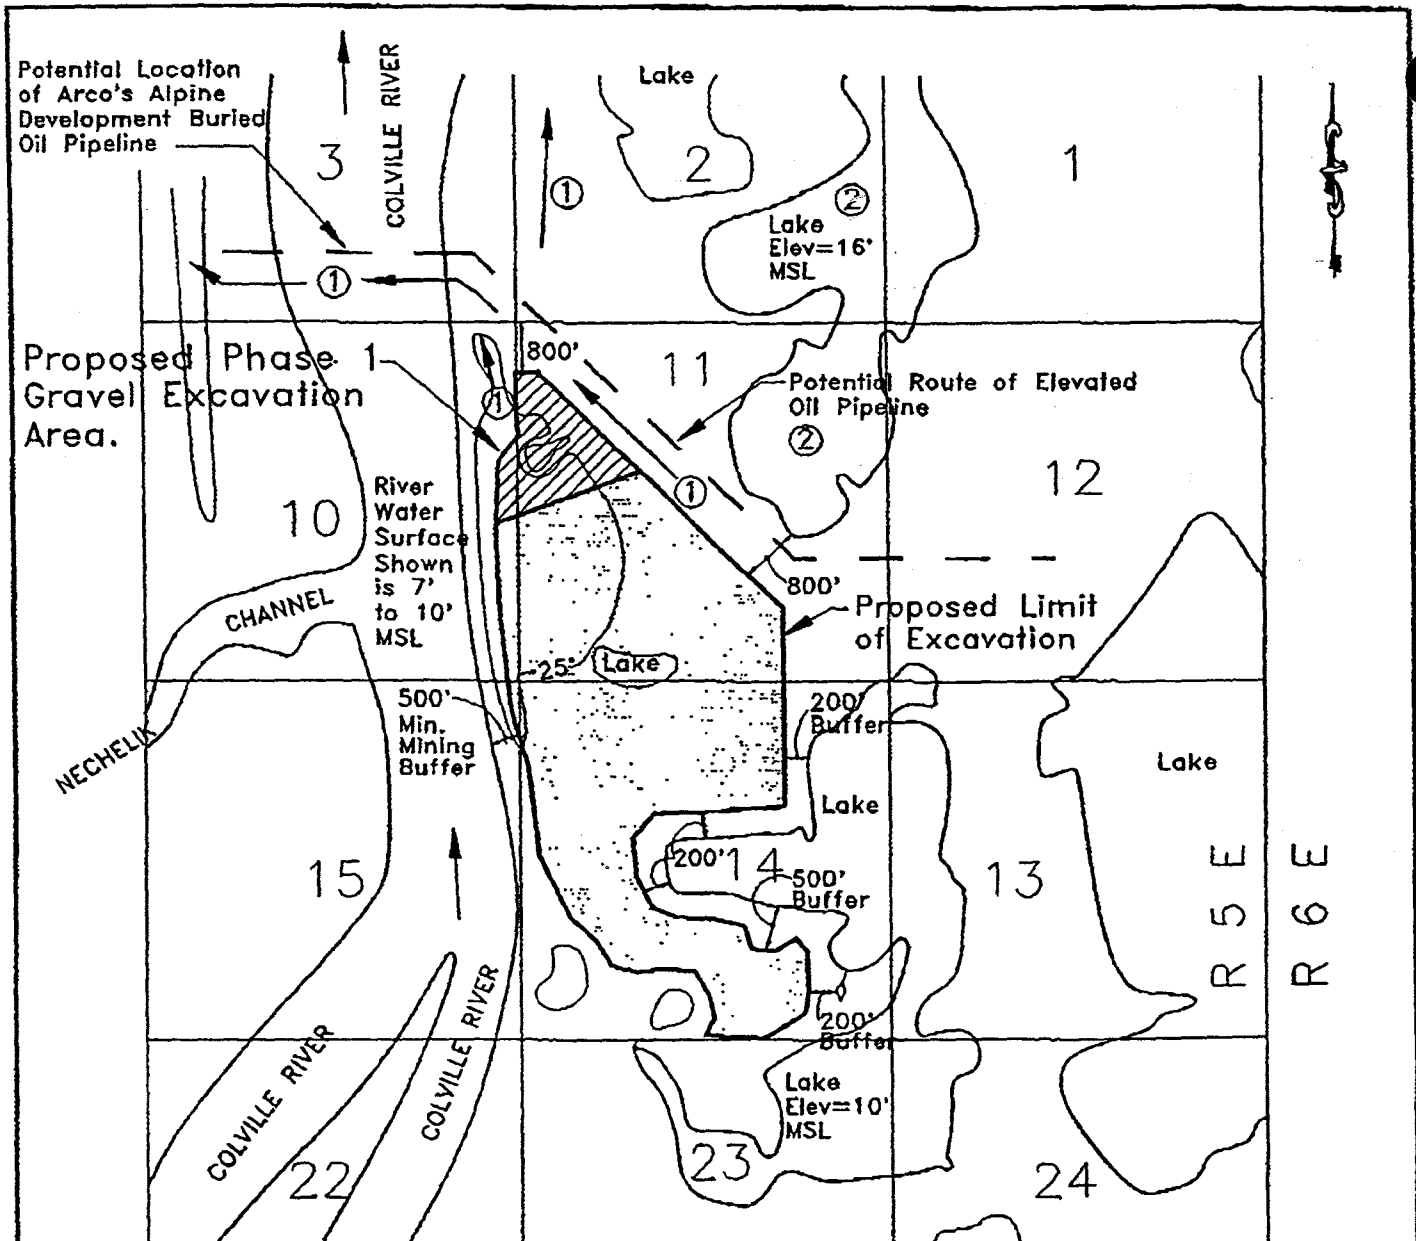 Potential Location
of Arco's Alpine
Development Buried
Oil Pipeline
COLVILLE RIVER
Lake
3
2
1
1
2
Lake
Elev=16'
MSL
1
Proposed Phase 1
Gravel Excavation
Area.
800'
11
Potential Route of Elevated
Oil Pipeline
2
1
1
12
10
River
Water
Surface
Shown
is 7'
to 10'
MSL
800'
Proposed Limit
of Excavation
CHANNEL
NECHELIK
25'
Lake
500'
Min.
Mining
Buffer
200'
Buffer
Lake
Lake
200'
14
500'
Buffer
15
13
R 5 E
R 6 E
200'
Buffer
COLVILLE RIVER
COLVILLE RIVER
Lake
Elev=10'
MSL
22
23
24